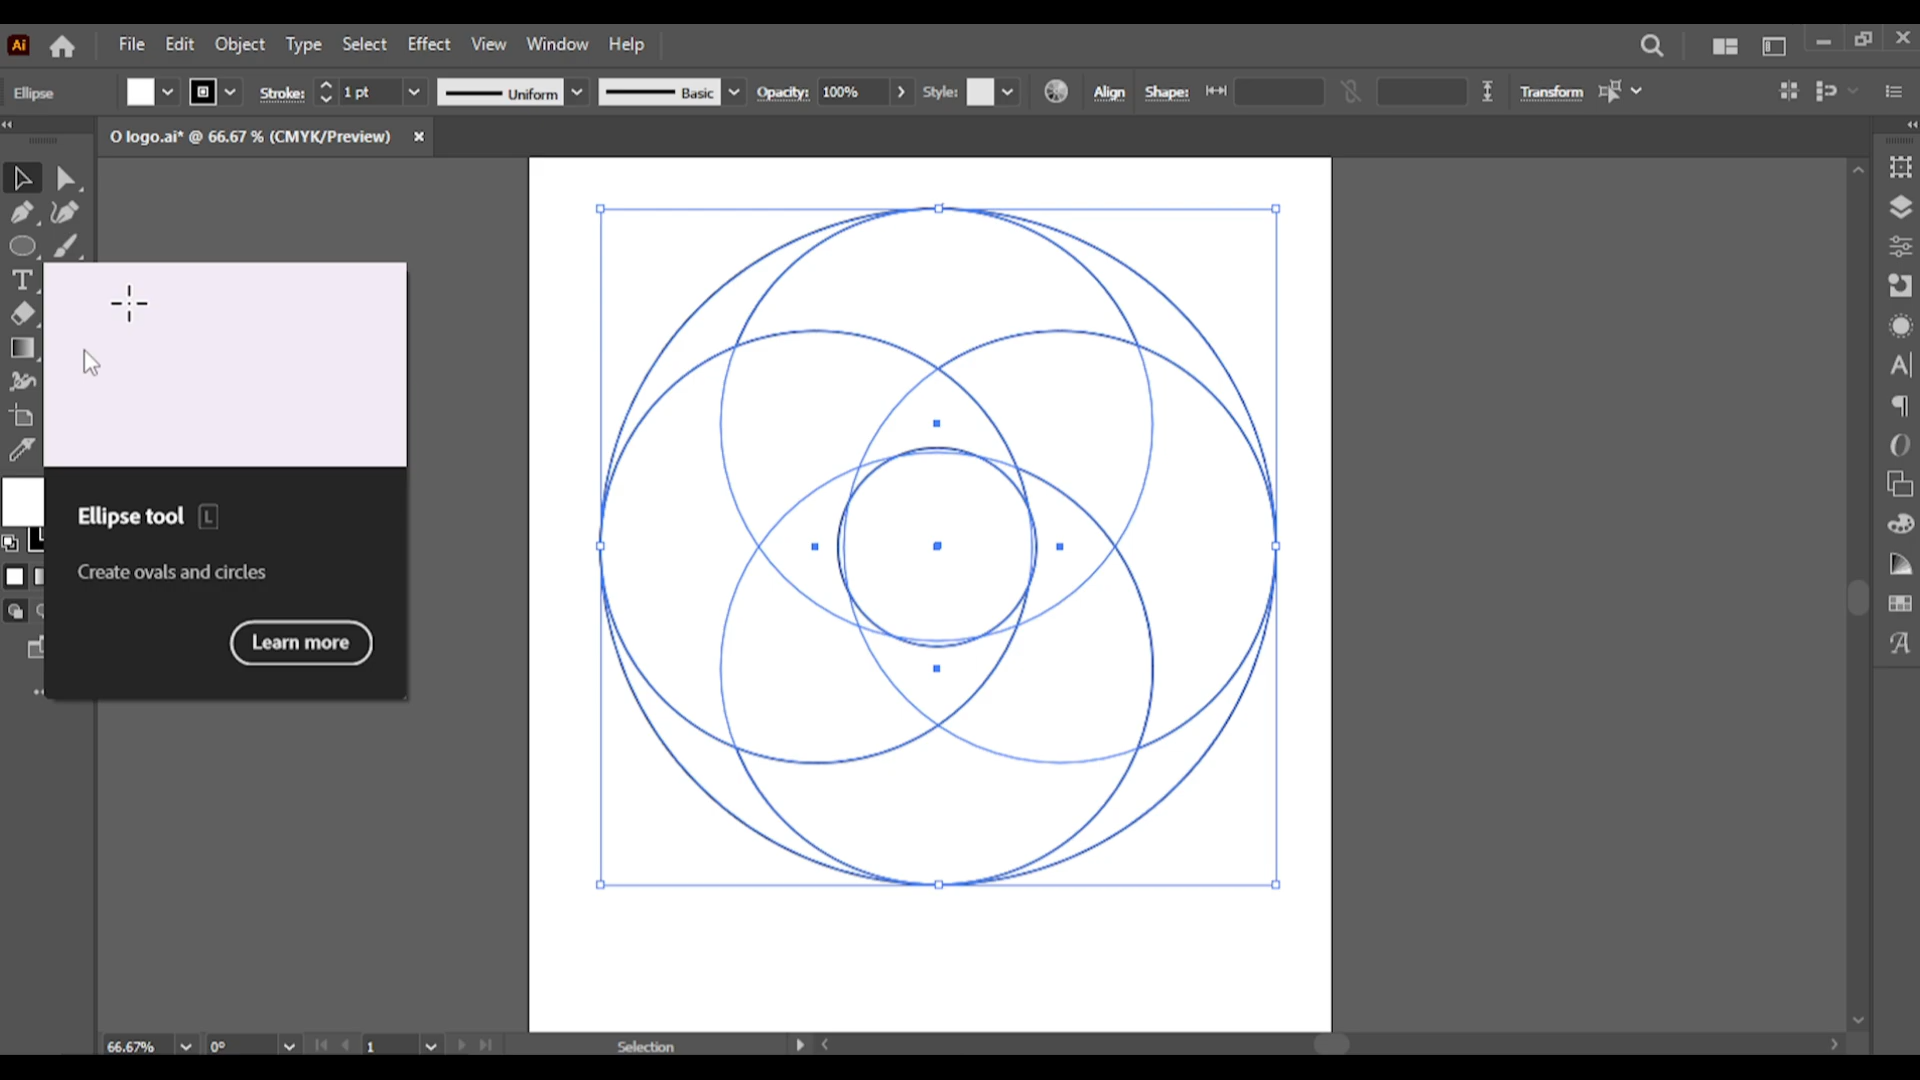 Ai File Edit Object Type Select Effect View Window Help
Ellipse Stroke: 1 pt Uniform Basic Opacity: 100% Style: Align Shape: Transform
O logo.ai* @ 66.67 % (CMYK/Preview)
Ellipse tool L
Create ovals and circles
Learn more
66.67% 0° 1 Selection